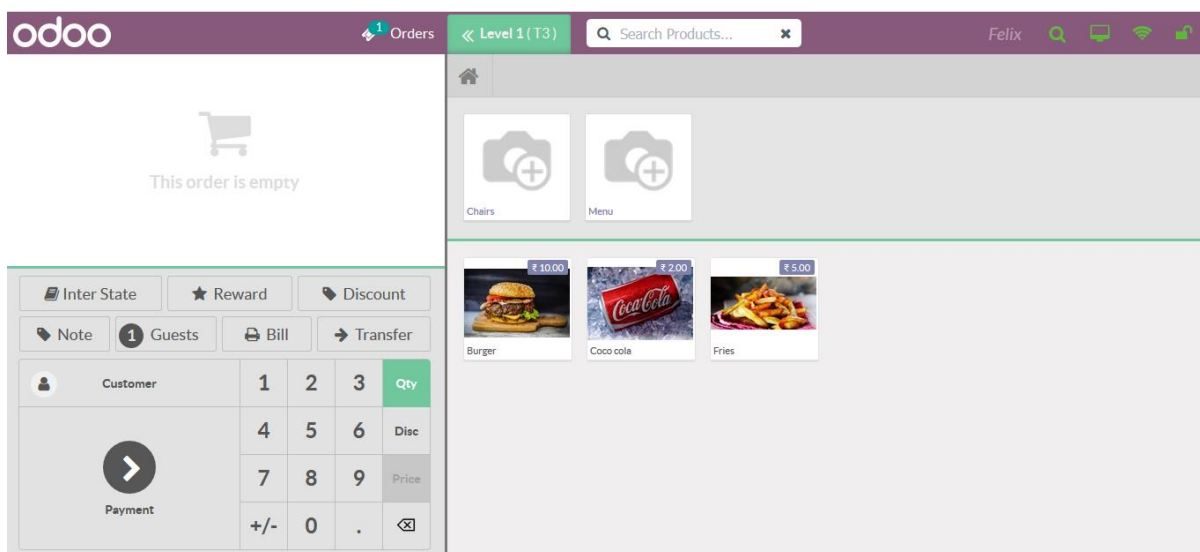 odoo
1 Orders
Level 1 ( T3 )
Search Products...
Felix
This order is empty
Chairs
Menu
Inter State
Reward
Discount
Note
1 Guests
Bill
Transfer
Customer
1 2 3 Qty
4 5 6 Disc
7 8 9 Price
+/- 0 .
Payment
₹ 10.00
Burger
₹ 2.00
Coca-Cola
Coco cola
₹ 5.00
Fries